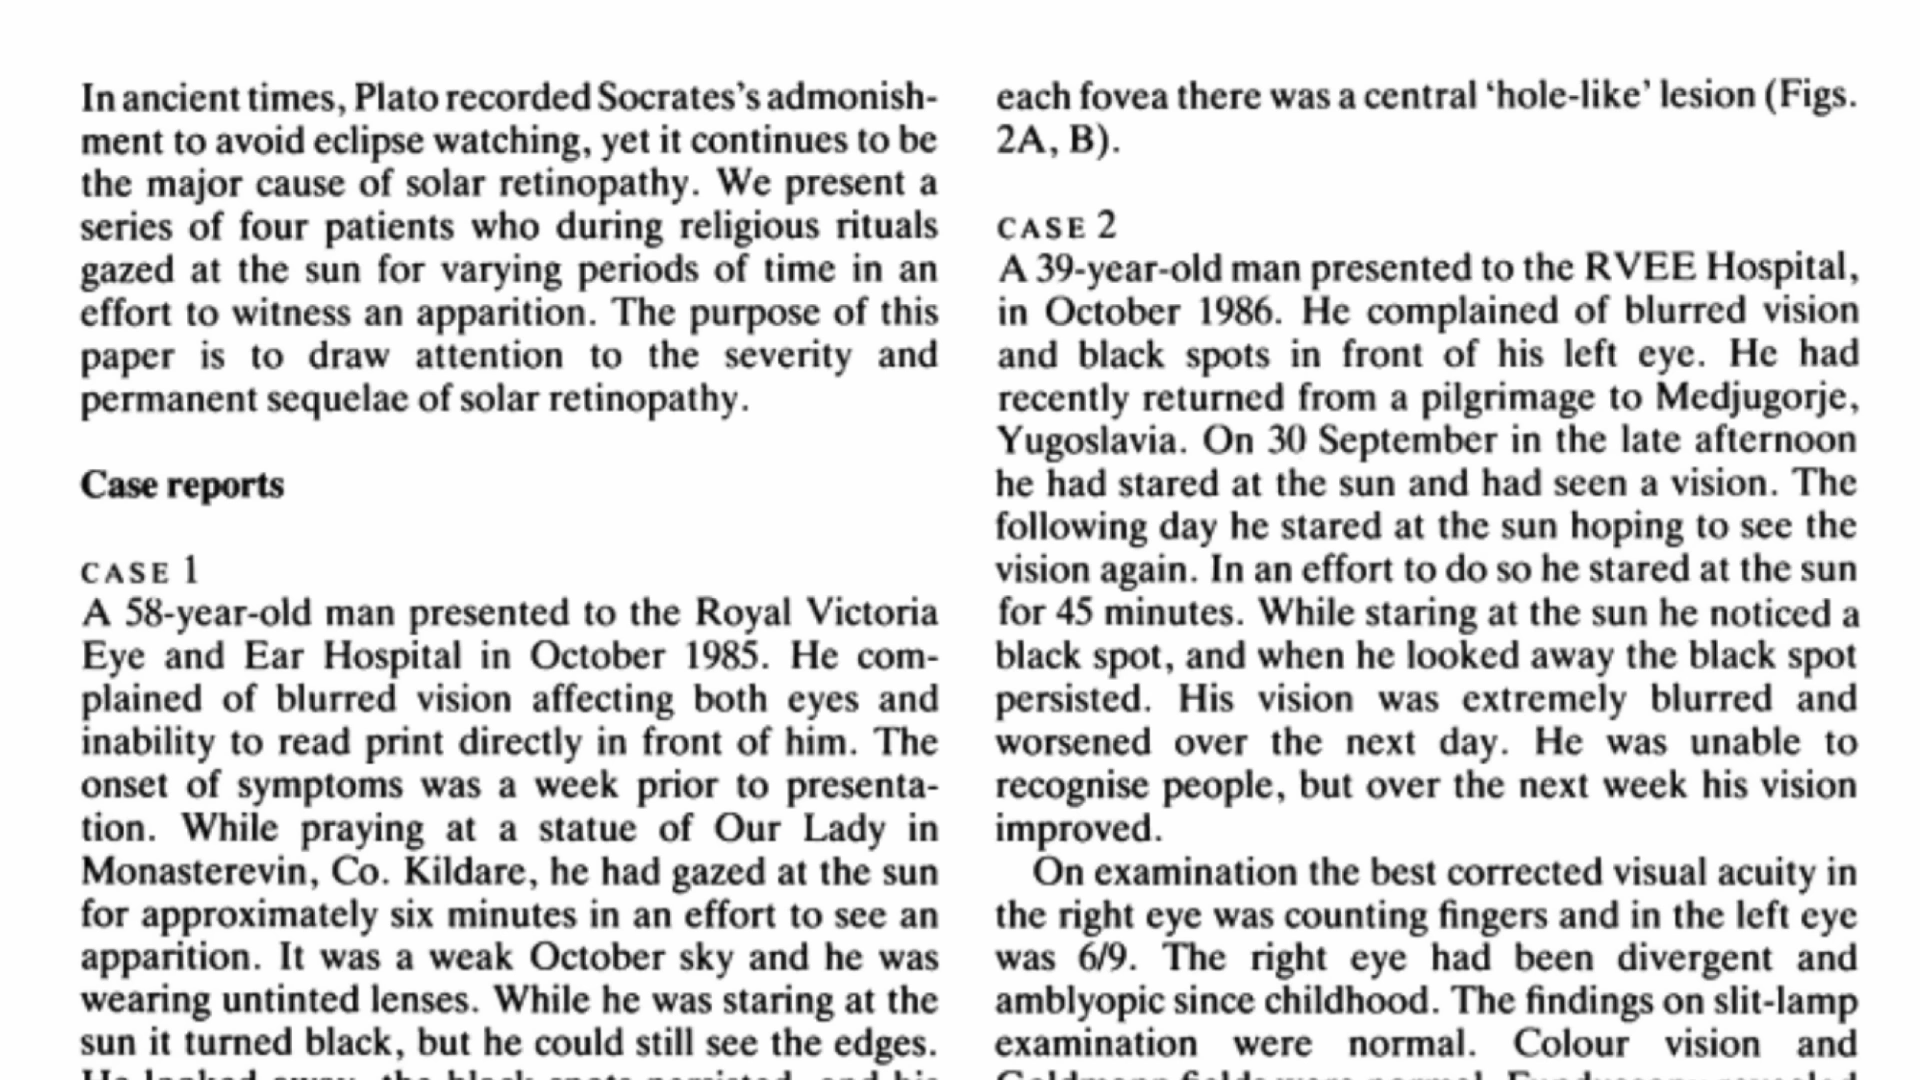 In ancient times, Plato recorded Socrates's admonish-
ment to avoid eclipse watching, yet it continues to be
the major cause of solar retinopathy. We present a
series of four patients who during religious rituals
gazed at the sun for varying periods of time in an
effort to witness an apparition. The purpose of this
paper is to draw attention to the severity and
permanent sequelae of solar retinopathy.
Case reports
CASE 1
A 58-year-old man presented to the Royal Victoria
Eye and Ear Hospital in October 1985. He com-
plained of blurred vision affecting both eyes and
inability to read print directly in front of him. The
onset of symptoms was a week prior to presenta-
tion. While praying at a statue of Our Lady in
Monasterevin, Co. Kildare, he had gazed at the sun
for approximately six minutes in an effort to see an
apparition. It was a weak October sky and he was
wearing untinted lenses. While he was staring at the
sun it turned black, but he could still see the edges.
He looked away, the black spots persisted, and his
each fovea there was a central ‘hole-like’ lesion (Figs.
2A, B).
CASE 2
A 39-year-old man presented to the RVEE Hospital,
in October 1986. He complained of blurred vision
and black spots in front of his left eye. He had
recently returned from a pilgrimage to Medjugorje,
Yugoslavia. On 30 September in the late afternoon
he had stared at the sun and had seen a vision. The
following day he stared at the sun hoping to see the
vision again. In an effort to do so he stared at the sun
for 45 minutes. While staring at the sun he noticed a
black spot, and when he looked away the black spot
persisted. His vision was extremely blurred and
worsened over the next day. He was unable to
recognise people, but over the next week his vision
improved.
On examination the best corrected visual acuity in
the right eye was counting fingers and in the left eye
was 6/9. The right eye had been divergent and
amblyopic since childhood. The findings on slit-lamp
examination were normal. Colour vision and
Goldmann fields were normal. Funduscopy revealed